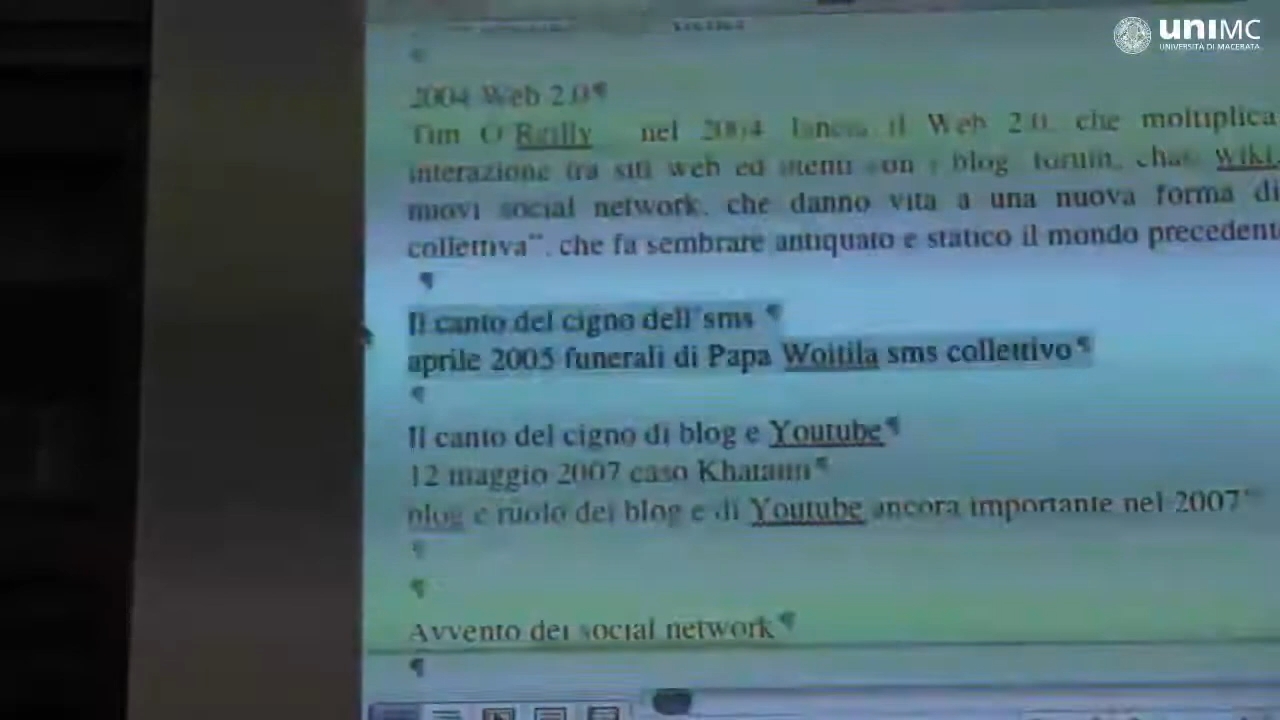 uniMC
UNIVERSITÀ DI MACERATA
2004 Web 2.0¶
Tim O'Reilly nel 2004 lancia il Web 2.0, che moltiplica
interazione tra siti web ed utenti con i blog, forum, chat, Wiki,
nuovi social network, che danno vita a una nuova forma di
collettiva", che fa sembrare antiquato e statico il mondo precedent
¶
Il canto del cigno dell'sms ¶
aprile 2005 funerali di Papa Woitila sms collettivo¶
¶
Il canto del cigno di blog e Youtube¶
12 maggio 2007 caso ¶
blog e ruolo dei blog e di Youtube ancora importante nel 2007
¶
¶
Avvento dei social network¶
¶